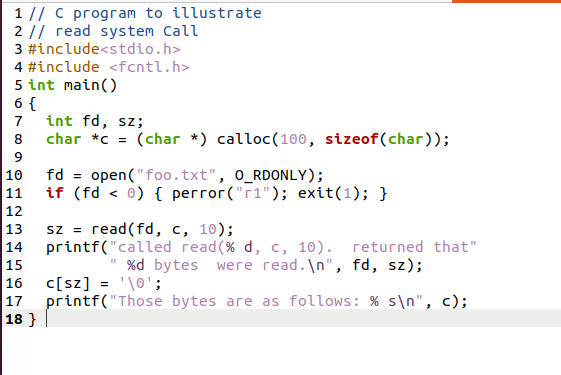 1 // C program to illustrate
2 // read system Call
3 #include<stdio.h>
4 #include <fcntl.h>
5 int main()
6 {
7   int fd, sz;
8   char *c = (char *) calloc(100, sizeof(char));
9
10   fd = open("foo.txt", O_RDONLY);
11   if (fd < 0) { perror("r1"); exit(1); }
12
13   sz = read(fd, c, 10);
14   printf("called read(% d, c, 10).  returned that"
15          " %d bytes  were read.\n", fd, sz);
16   c[sz] = '\0';
17   printf("Those bytes are as follows: % s\n", c);
18 }